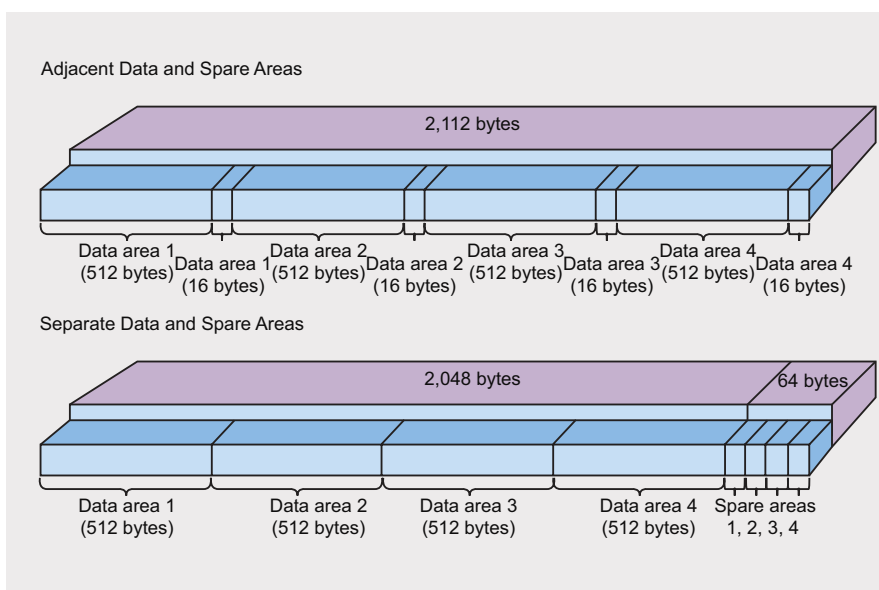 Adjacent Data and Spare Areas
2,112 bytes
Data area 1
(512 bytes)
Data area 1
(16 bytes)
Data area 2
(512 bytes)
Data area 2
(16 bytes)
Data area 3
(512 bytes)
Data area 3
(16 bytes)
Data area 4
(512 bytes)
Data area 4
(16 bytes)
Separate Data and Spare Areas
2,048 bytes
64 bytes
Data area 1
(512 bytes)
Data area 2
(512 bytes)
Data area 3
(512 bytes)
Data area 4
(512 bytes)
Spare areas
1, 2, 3, 4